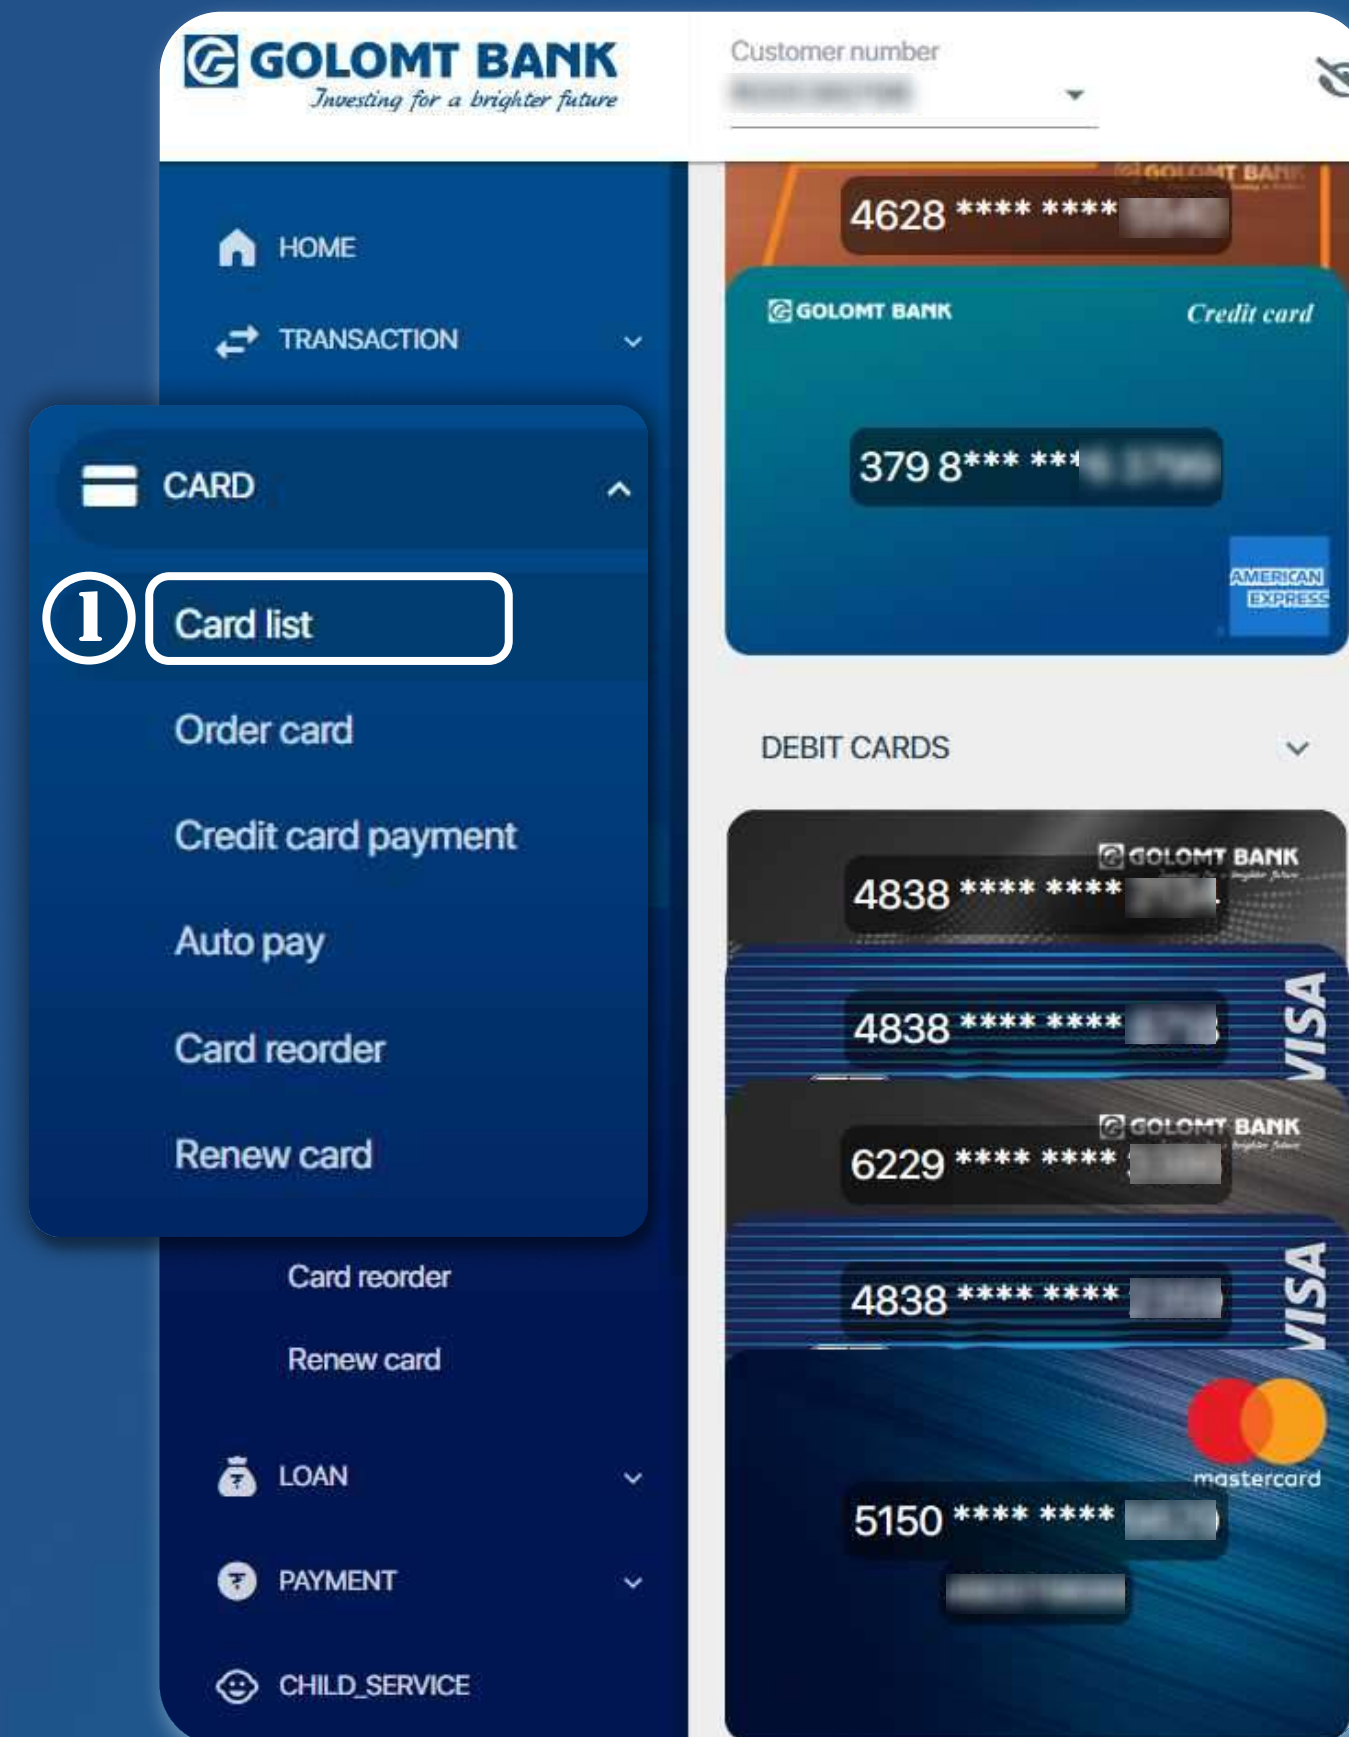 GOLOMT BANK
Investing for a brighter future
Customer number
HOME
TRANSACTION
CARD
1
Card list
Order card
Credit card payment
Auto pay
Card reorder
Renew card
Card reorder
Renew card
LOAN
PAYMENT
CHILD_SERVICE
GOLOMT BANK
4628 **** ****
GOLOMT BANK
Credit card
379 8*** ***
AMERICAN
EXPRESS
DEBIT CARDS
GOLOMT BANK
4838 **** ****
VISA
4838 **** ****
GOLOMT BANK
6229 **** ****
VISA
4838 **** ****
mastercard
5150 **** ****